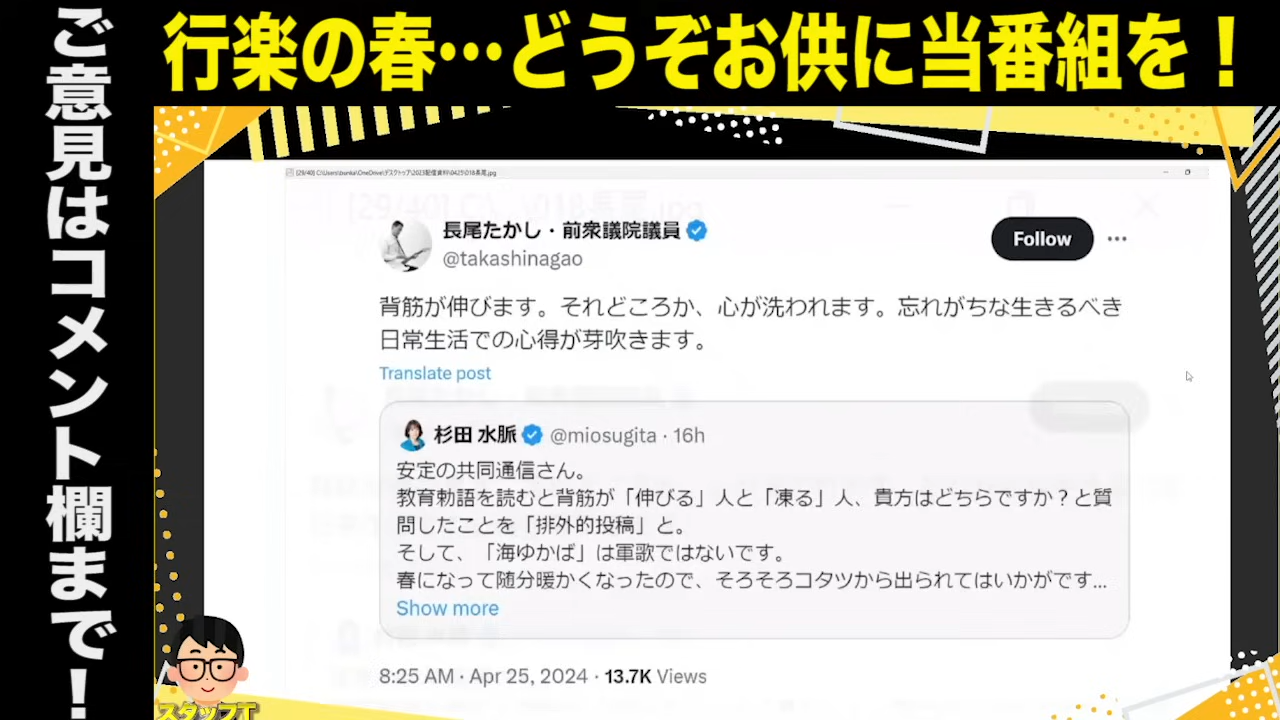 ご意見はコメント欄まで！
行楽の春…どうぞお供に当番組を！
長尾たかし・前衆議院議員
@takashinagao
Follow
背筋が伸びます。それどころか、心が洗われます。忘れがちな生きるべき
日常生活での心得が芽吹きます。
Translate post
杉田 水脈 @miosugita · 16h
安定の共同通信さん。
教育勅語を読むと背筋が「伸びる」人と「凍る」人、貴方はどちらですか？と質
問したことを「排外的投稿」と。
そして、「海ゆかば」は軍歌ではないです。
春になって随分暖かくなったので、そろそろコタツから出られてはいかがです...
Show more
8:25 AM · Apr 25, 2024 · 13.7K Views
スタッフT